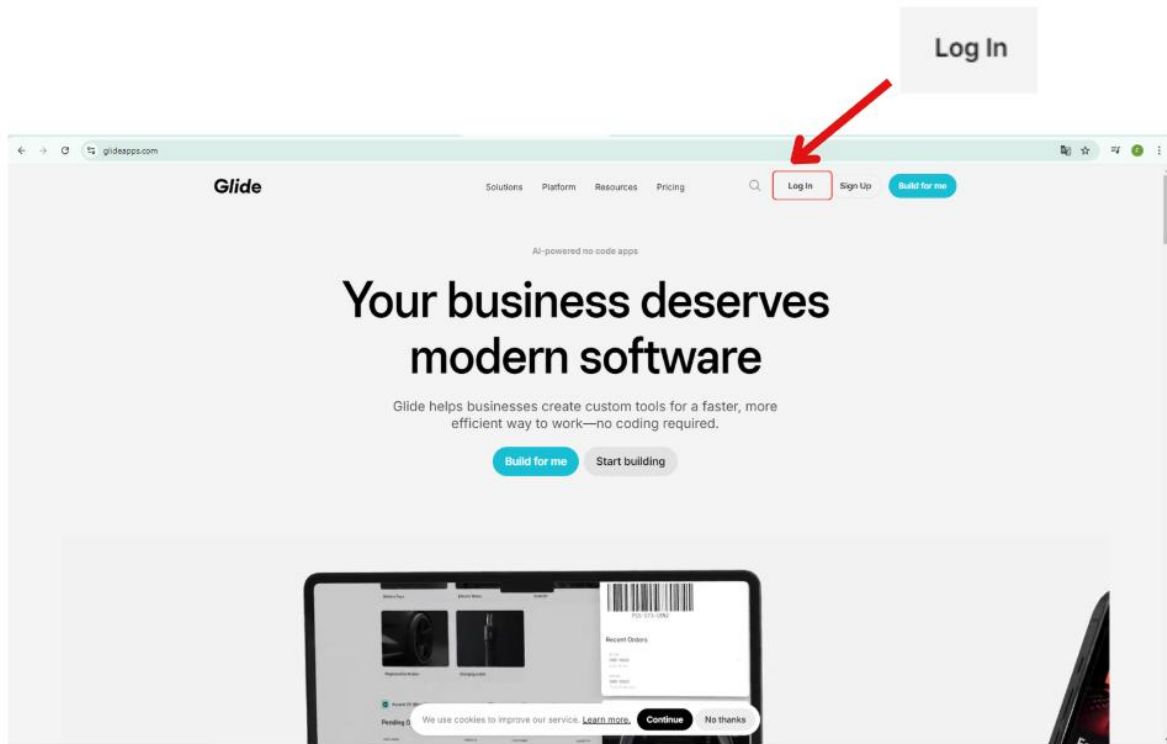 Log In
glideapps.com
Glide
Solutions Platform Resources Pricing Log In Sign Up Build for me
AI-powered no code apps
Your business deserves
modern software
Glide helps businesses create custom tools for a faster, more
efficient way to work—no coding required.
Build for me Start building
Recent Orders
Pending
We use cookies to improve our service. Learn more. Continue No thanks